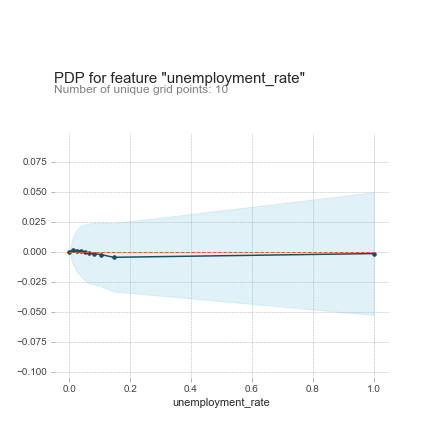 PDP for feature "unemployment_rate"
Number of unique grid points: 10
0.075
0.050
0.025
0.000
−0.025
−0.050
−0.075
−0.100
0.0 0.2 0.4 0.6 0.8 1.0
unemployment_rate